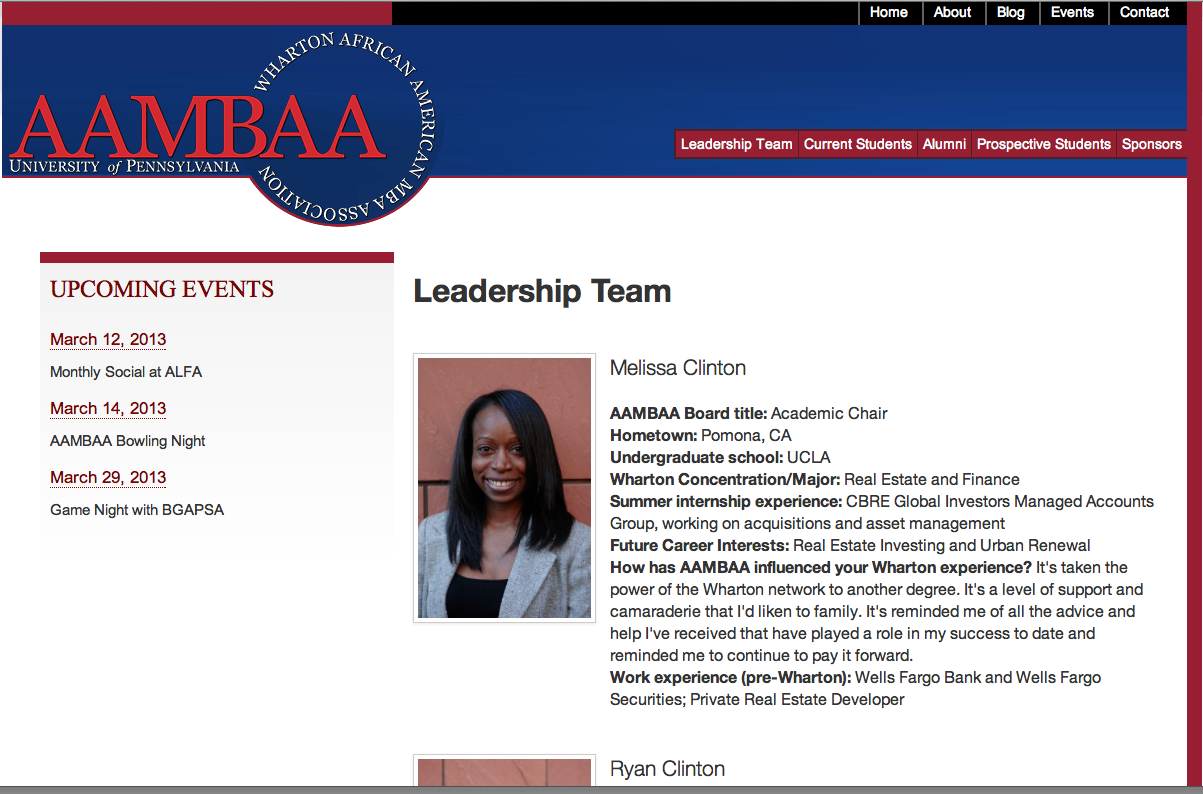 Home About Blog Events Contact
WHARTON AFRICAN AMERICAN MBA ASSOCIATION
AAMBAA
UNIVERSITY of PENNSYLVANIA
Leadership Team Current Students Alumni Prospective Students Sponsors
UPCOMING EVENTS
March 12, 2013
Monthly Social at ALFA
March 14, 2013
AAMBAA Bowling Night
March 29, 2013
Game Night with BGAPSA
Leadership Team
Melissa Clinton
AAMBAA Board title: Academic Chair
Hometown: Pomona, CA
Undergraduate school: UCLA
Wharton Concentration/Major: Real Estate and Finance
Summer internship experience: CBRE Global Investors Managed Accounts
Group, working on acquisitions and asset management
Future Career Interests: Real Estate Investing and Urban Renewal
How has AAMBAA influenced your Wharton experience? It's taken the
power of the Wharton network to another degree. It's a level of support and
camaraderie that I'd liken to family. It's reminded me of all the advice and
help I've received that have played a role in my success to date and
reminded me to continue to pay it forward.
Work experience (pre-Wharton): Wells Fargo Bank and Wells Fargo
Securities; Private Real Estate Developer
Ryan Clinton